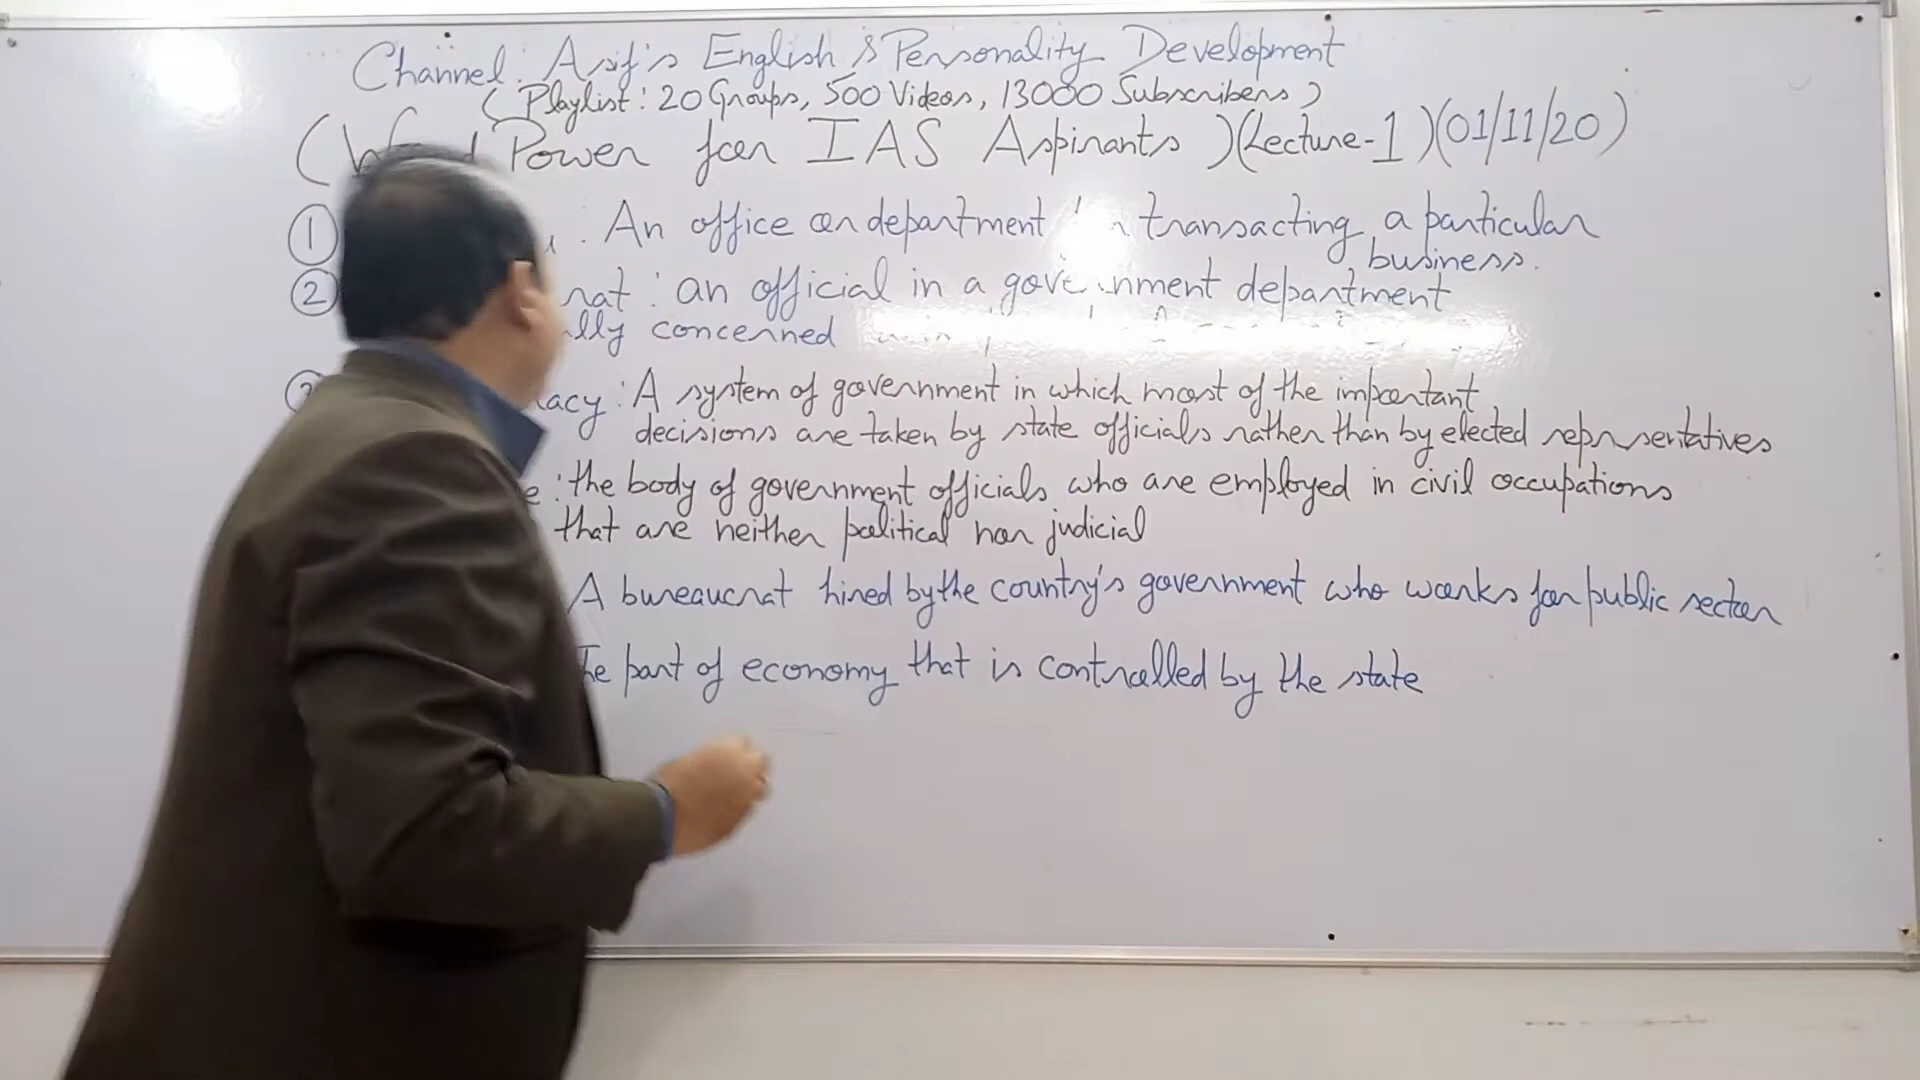 Channel: Asif's English & Personality Development
(Playlist: 20 Groups, 500 Videos, 13000 Subscribers)
Power for IAS Aspirants )(Lecture-1)(01/11/20)
1 : An office or department transacting a particular
business.
2 : an official in a government department
concerned
: A system of government in which most of the important
decisions are taken by state officials rather than by elected representatives
: the body of government officials who are employed in civil occupations
that are neither political nor judicial
A bureaucrat hired by the country's government who works for public sector
The part of economy that is controlled by the state